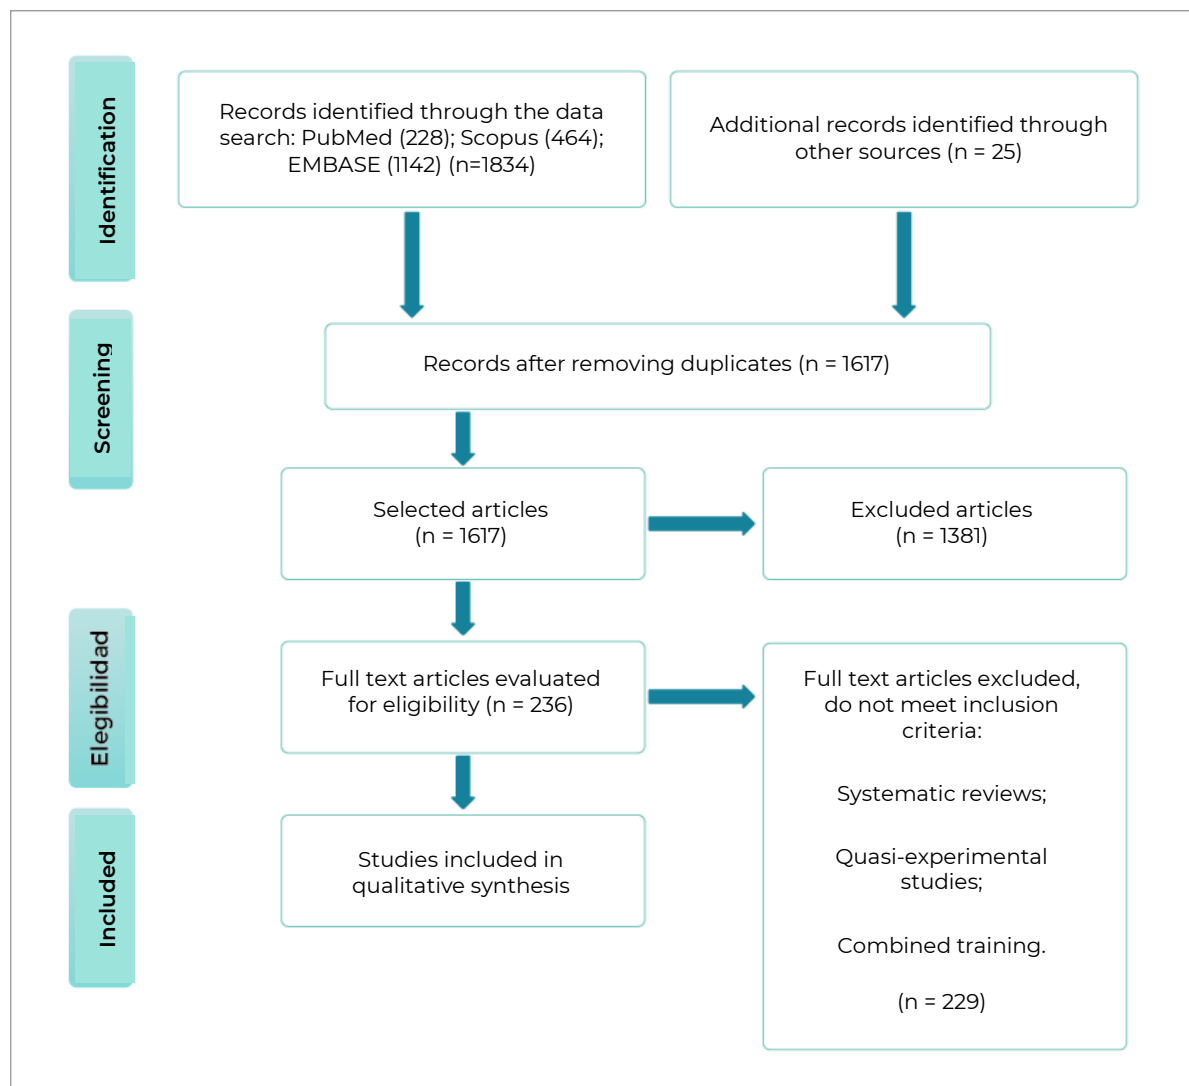 Identification
Records identified through the data
search: PubMed (228); Scopus (464);
EMBASE (1142) (n=1834)
Additional records identified through
other sources (n = 25)
Screening
Records after removing duplicates (n = 1617)
Selected articles
(n = 1617)
Excluded articles
(n = 1381)
Elegibilidad
Full text articles evaluated
for eligibility (n = 236)
Full text articles excluded,
do not meet inclusion
criteria:
Systematic reviews;
Quasi-experimental
studies;
Combined training.
(n = 229)
Included
Studies included in
qualitative synthesis